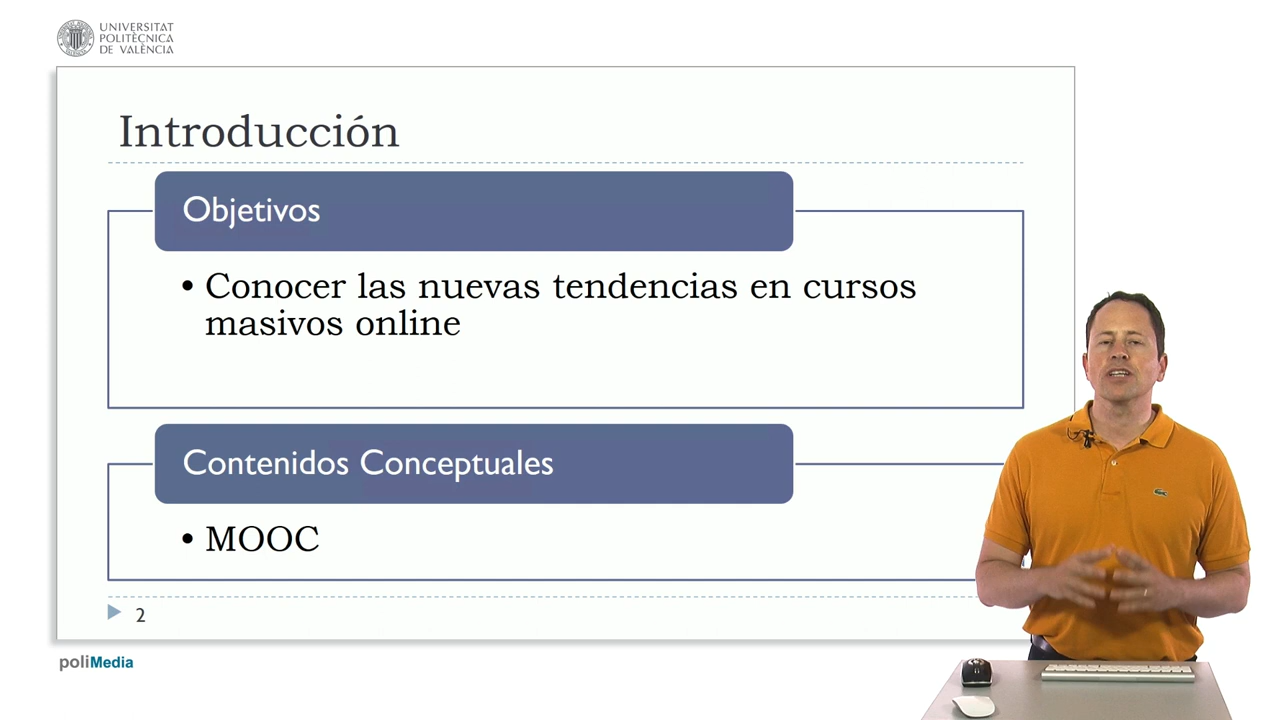 UNIVERSITAT
POLITÈCNICA
DE VALÈNCIA
Introducción
Objetivos
• Conocer las nuevas tendencias en cursos
masivos online
Contenidos Conceptuales
• MOOC
2
poliMedia